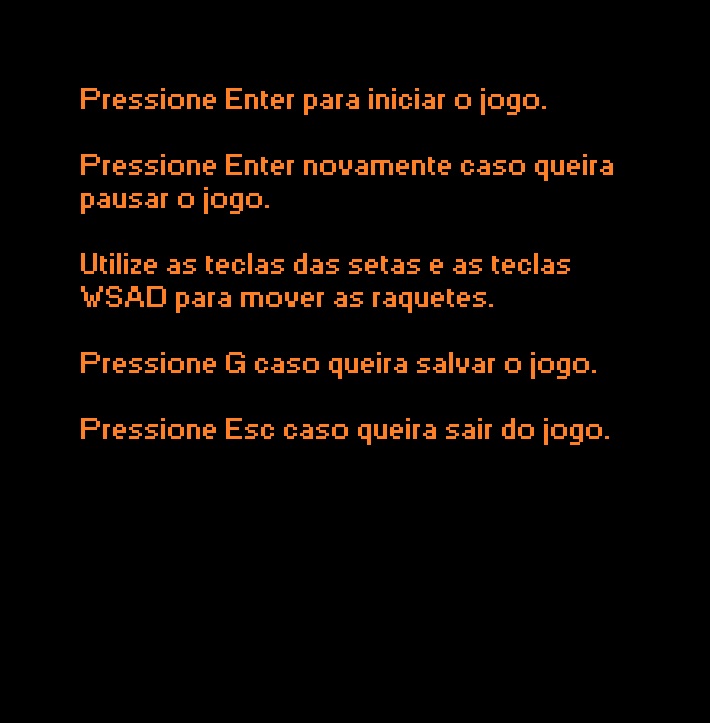 Pressione Enter para iniciar o jogo.
Pressione Enter novamente caso queira
pausar o jogo.
Utilize as teclas das setas e as teclas
WSAD para mover as raquetes.
Pressione G caso queira salvar o jogo.
Pressione Esc caso queira sair do jogo.